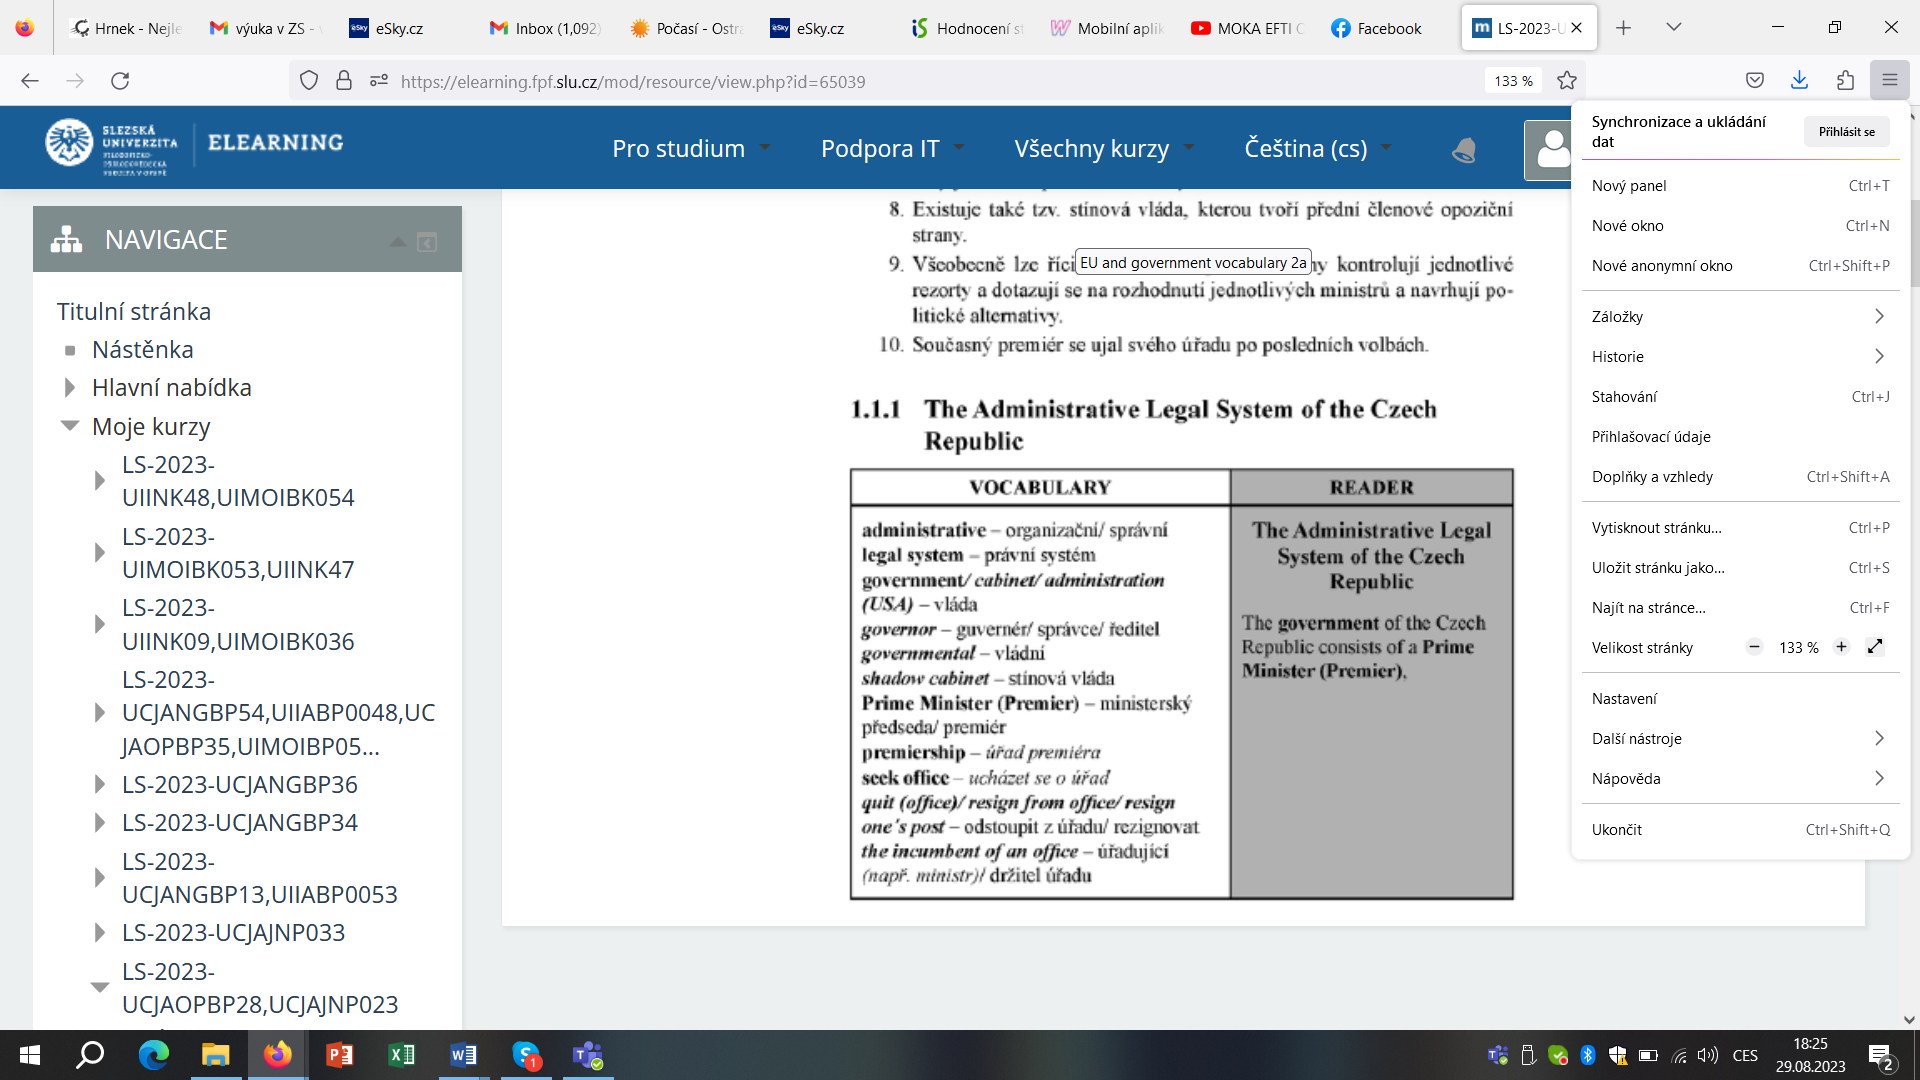 Hrnek - Nejle
výuka v ZS -
eSky.cz
Inbox (1,092)
Počasí - Ostra
eSky.cz
Hodnocení st
Mobilní aplik
MOKA EFTI
Facebook
LS-2023-U
https://elearning.fpf.slu.cz/mod/resource/view.php?id=65039
133 %
SLEZSKÁ
UNIVERZITA
FILOZOFICKO-
PŘÍRODOVĚDECKÁ
FAKULTA V OPAVĚ
ELEARNING
Pro studium
Podpora IT
Všechny kurzy
Čeština (cs)
NAVIGACE
Titulní stránka
Nástěnka
Hlavní nabídka
Moje kurzy
LS-2023-
UIINK48,UIMOIBK054
LS-2023-
UIMOIBK053,UIINK47
LS-2023-
UIINK09,UIMOIBK036
LS-2023-
UCJANGBP54,UIIABP0048,UC
JAOPBP35,UIMOIBP05...
LS-2023-UCJANGBP36
LS-2023-UCJANGBP34
LS-2023-
UCJANGBP13,UIIABP0053
LS-2023-UCJAJNP033
LS-2023-
UCJAOPBP28,UCJAJNP023
8. Existuje také tzv. stínová vláda, kterou tvoří přední členové opoziční
strany.
9. Všeobecně lze říci
EU and government vocabulary 2a
ny kontrolují jednotlivé
rezorty a dotazují se na rozhodnutí jednotlivých ministrů a navrhují po-
litické alternativy.
10. Současný premiér se ujal svého úřadu po posledních volbách.
1.1.1 The Administrative Legal System of the Czech
Republic
VOCABULARY
administrative – organizační/ správní
legal system – právní systém
government/ cabinet/ administration
(USA) – vláda
governor – guvernér/ správce/ ředitel
governmental – vládní
shadow cabinet – stínová vláda
Prime Minister (Premier) – ministerský
předseda/ premiér
premiership – úřad premiéra
seek office – ucházet se o úřad
quit (office)/ resign from office/ resign
one's post – odstoupit z úřadu/ rezignovat
the incumbent of an office – úřadující
(např. ministr)/ držitel úřadu
READER
The Administrative Legal
System of the Czech
Republic
The government of the Czech
Republic consists of a Prime
Minister (Premier),
Synchronizace a ukládání
dat
Přihlásit se
Nový panel Ctrl+T
Nové okno Ctrl+N
Nové anonymní okno Ctrl+Shift+P
Záložky
Historie
Stahování Ctrl+J
Přihlašovací údaje
Doplňky a vzhledy Ctrl+Shift+A
Vytisknout stránku... Ctrl+P
Uložit stránku jako... Ctrl+S
Najít na stránce... Ctrl+F
Velikost stránky − 133 % +
Nastavení
Další nástroje
Nápověda
Ukončit Ctrl+Shift+Q
1
CES
18:25
29.08.2023
2